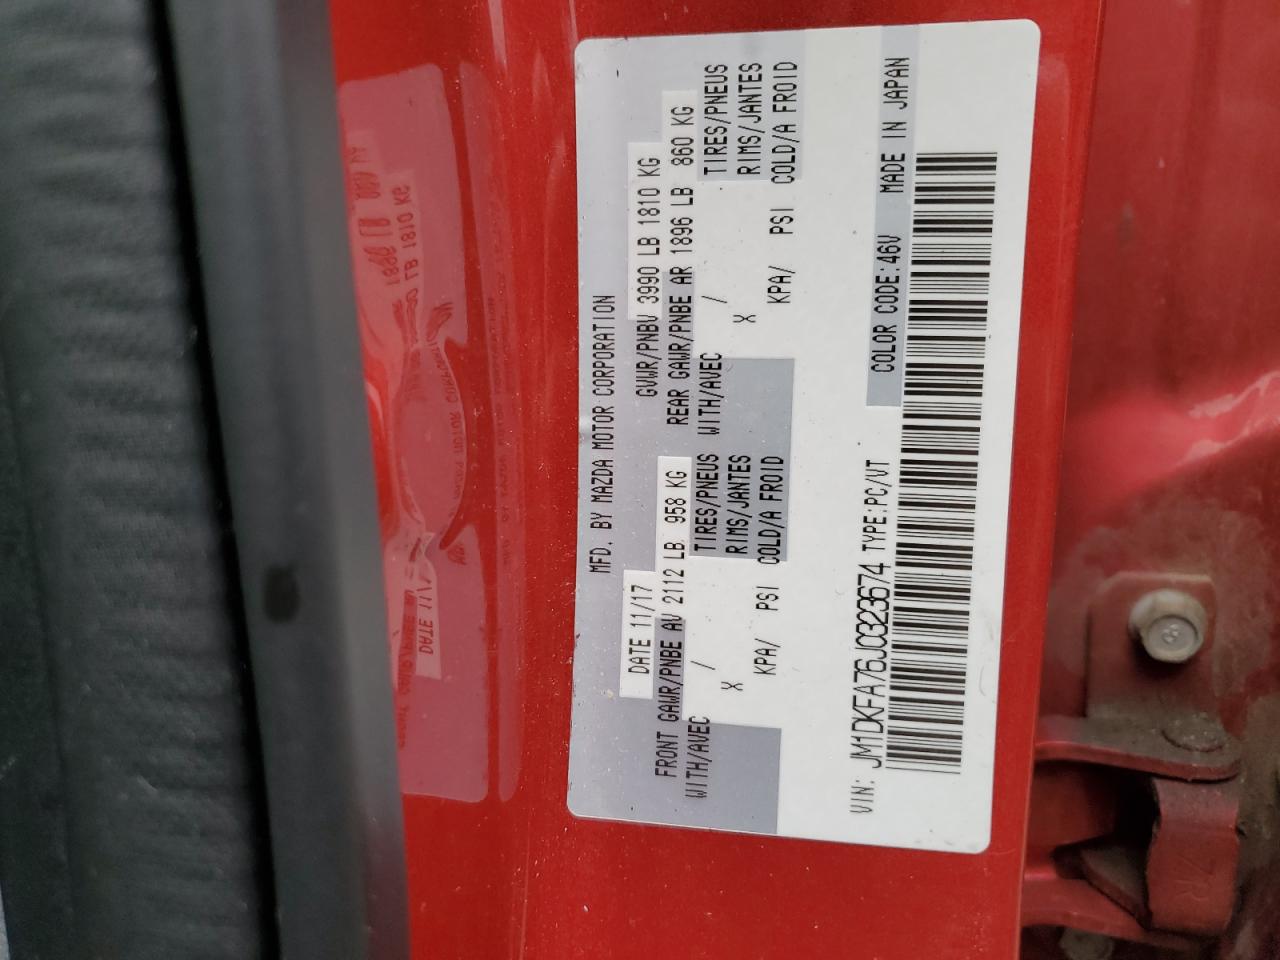 MFD. BY MAZDA MOTOR CORPORATION
DATE 11/17 GVWR/PNBV 3990 LB 1810 KG
FRONT GAWR/PNBE AV 2112 LB 958 KG REAR GAWR/PNBE AR 1896 LB 860 KG
WITH/AVEC / TIRES/PNEUS WITH/AVEC / TIRES/PNEUS
X RIMS/JANTES X RIMS/JANTES
KPA/ PSI COLD/A FROID KPA/ PSI COLD/A FROID
COLOR CODE:46V MADE IN JAPAN
VIN: JM1DKFA76J0323674 TYPE:PC/VT
8
7R